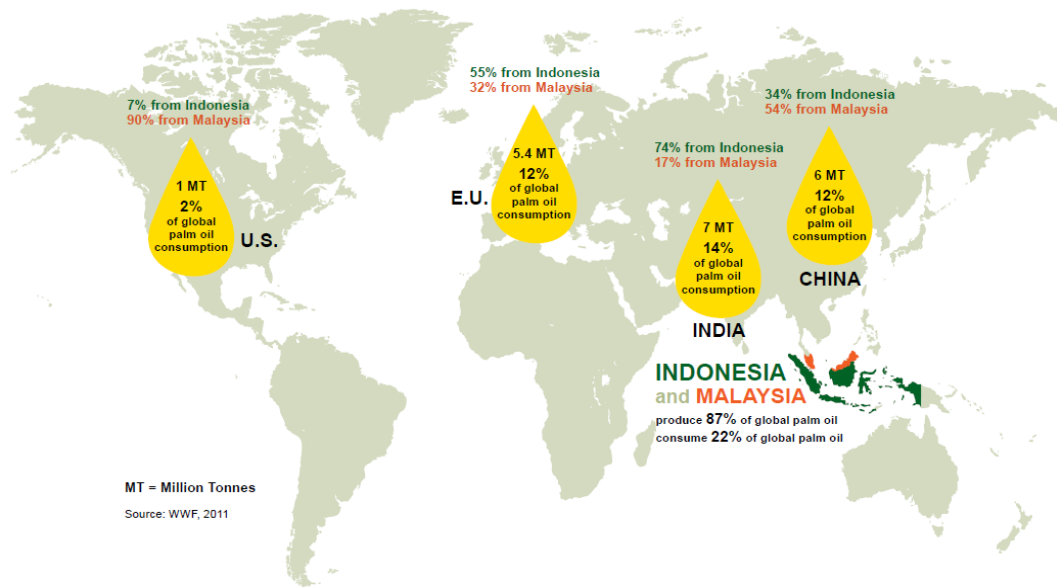 7% from Indonesia
90% from Malaysia
1 MT
2%
of global
palm oil
consumption
U.S.
55% from Indonesia
32% from Malaysia
5.4 MT
12%
of global
palm oil
consumption
E.U.
74% from Indonesia
17% from Malaysia
7 MT
14%
of global
palm oil
consumption
INDIA
34% from Indonesia
54% from Malaysia
6 MT
12%
of global
palm oil
consumption
CHINA
INDONESIA
and MALAYSIA
produce 87% of global palm oil
consume 22% of global palm oil
MT = Million Tonnes
Source: WWF, 2011